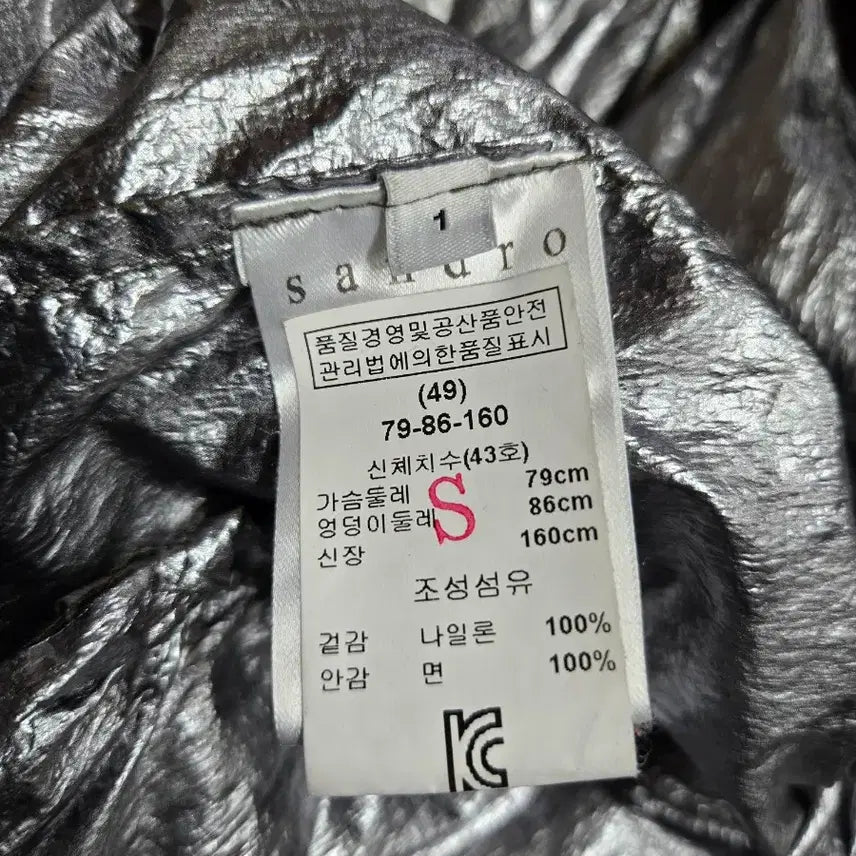 1
sandro
품질경영및공산품안전
관리법에의한품질표시
(49)
79-86-160
신체치수(43호)
가슴둘레 79cm
엉덩이둘레 86cm
신장 160cm
S
조성섬유
겉감 나일론 100%
안감 면 100%
KC